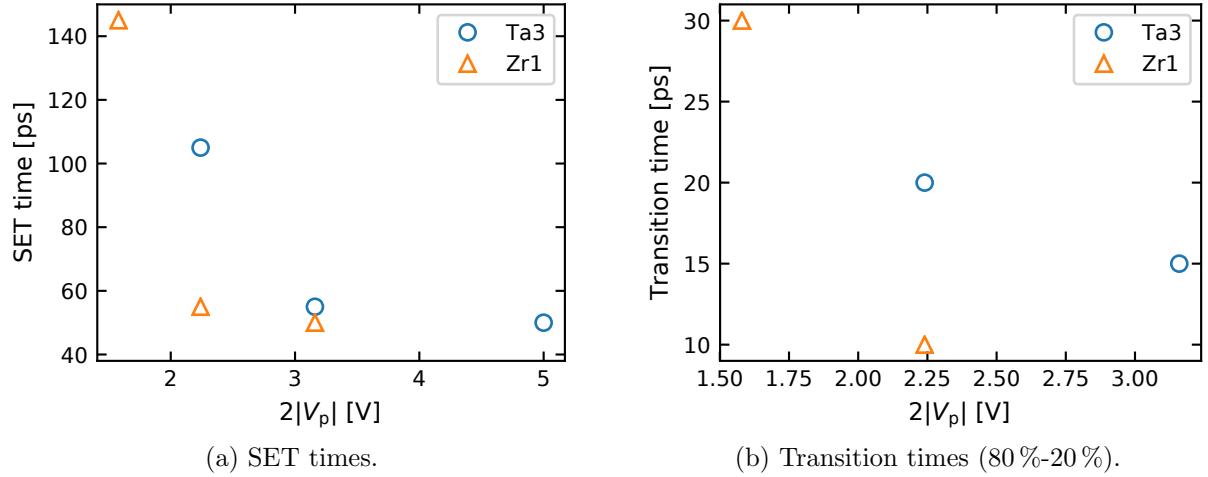 140
120
100
80
60
40
SET time [ps]
2
3
4
5
2|Vp| [V]
Ta3
Zr1
(a) SET times.
30
25
20
15
10
Transition time [ps]
1.50
1.75
2.00
2.25
2.50
2.75
3.00
2|Vp| [V]
Ta3
Zr1
(b) Transition times (80 %-20 %).